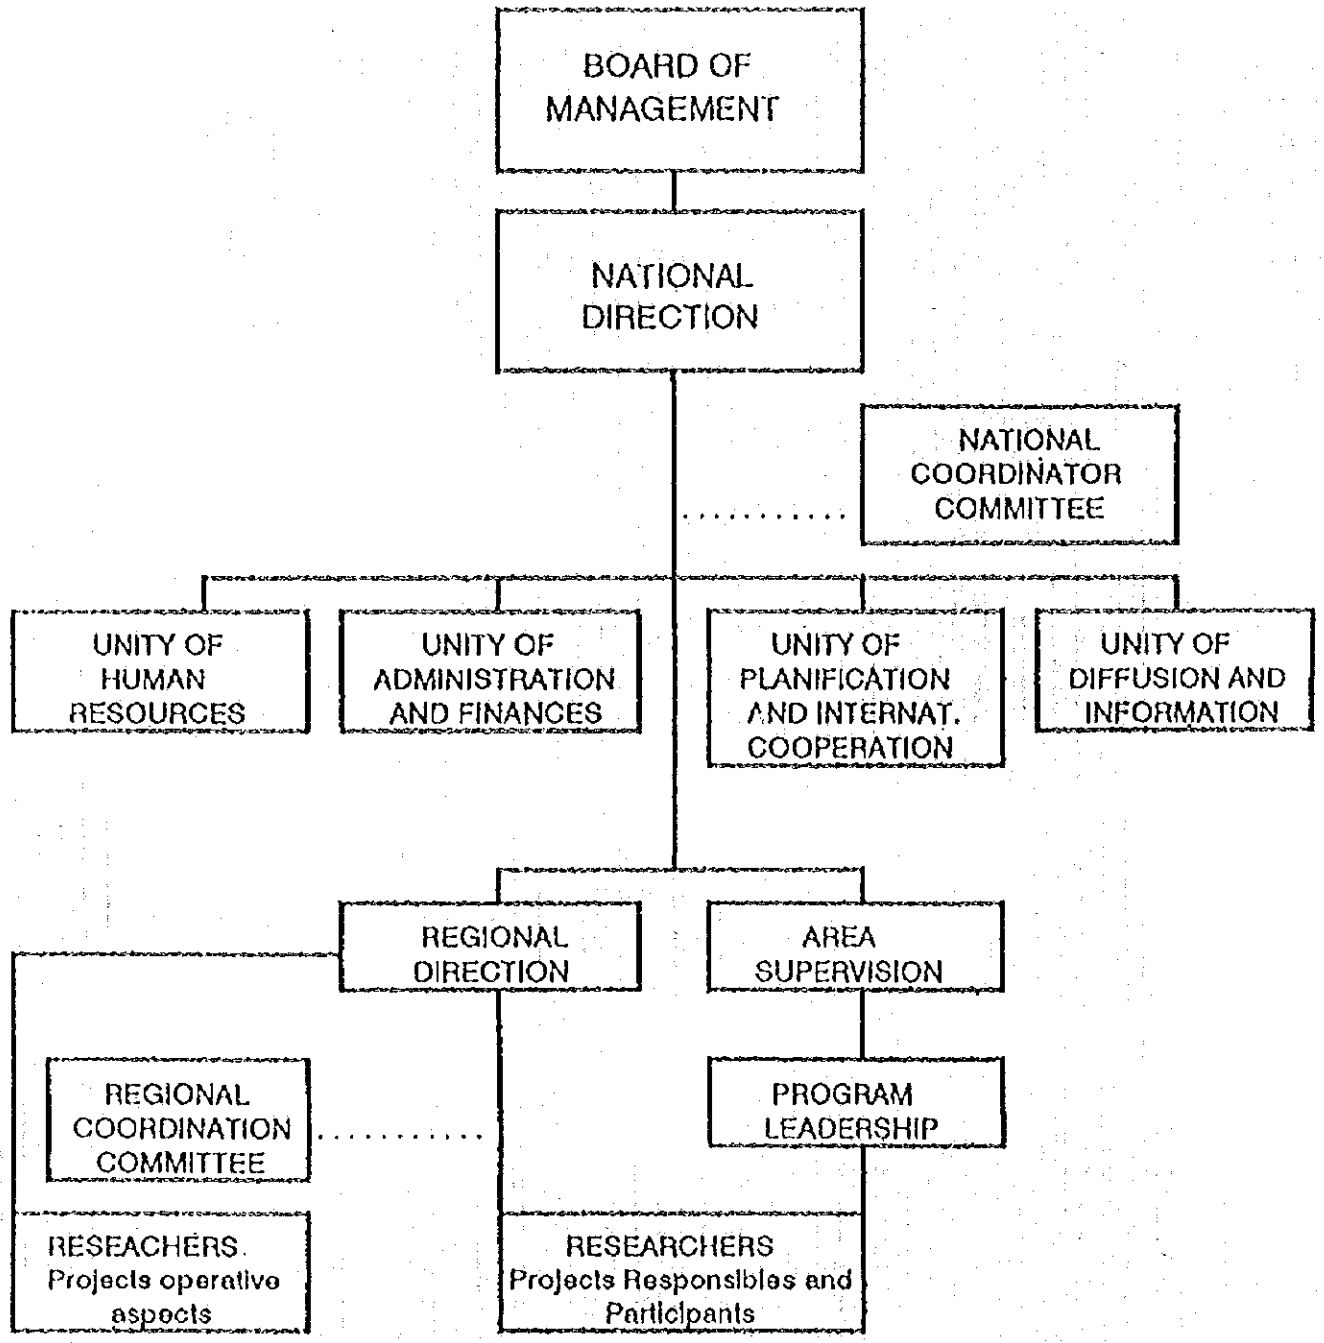 BOARD OF
MANAGEMENT
NATIONAL
DIRECTION
NATIONAL
COORDINATOR
COMMITTEE
UNITY OF
HUMAN
RESOURCES
UNITY OF
ADMINISTRATION
AND FINANCES
UNITY OF
PLANIFICATION
AND INTERNAT.
COOPERATION
UNITY OF
DIFFUSION AND
INFORMATION
REGIONAL
DIRECTION
AREA
SUPERVISION
REGIONAL
COORDINATION
COMMITTEE
PROGRAM
LEADERSHIP
RESEACHERS.
Projects operative
aspects
RESEARCHERS
Projects Responsibles and
Participants